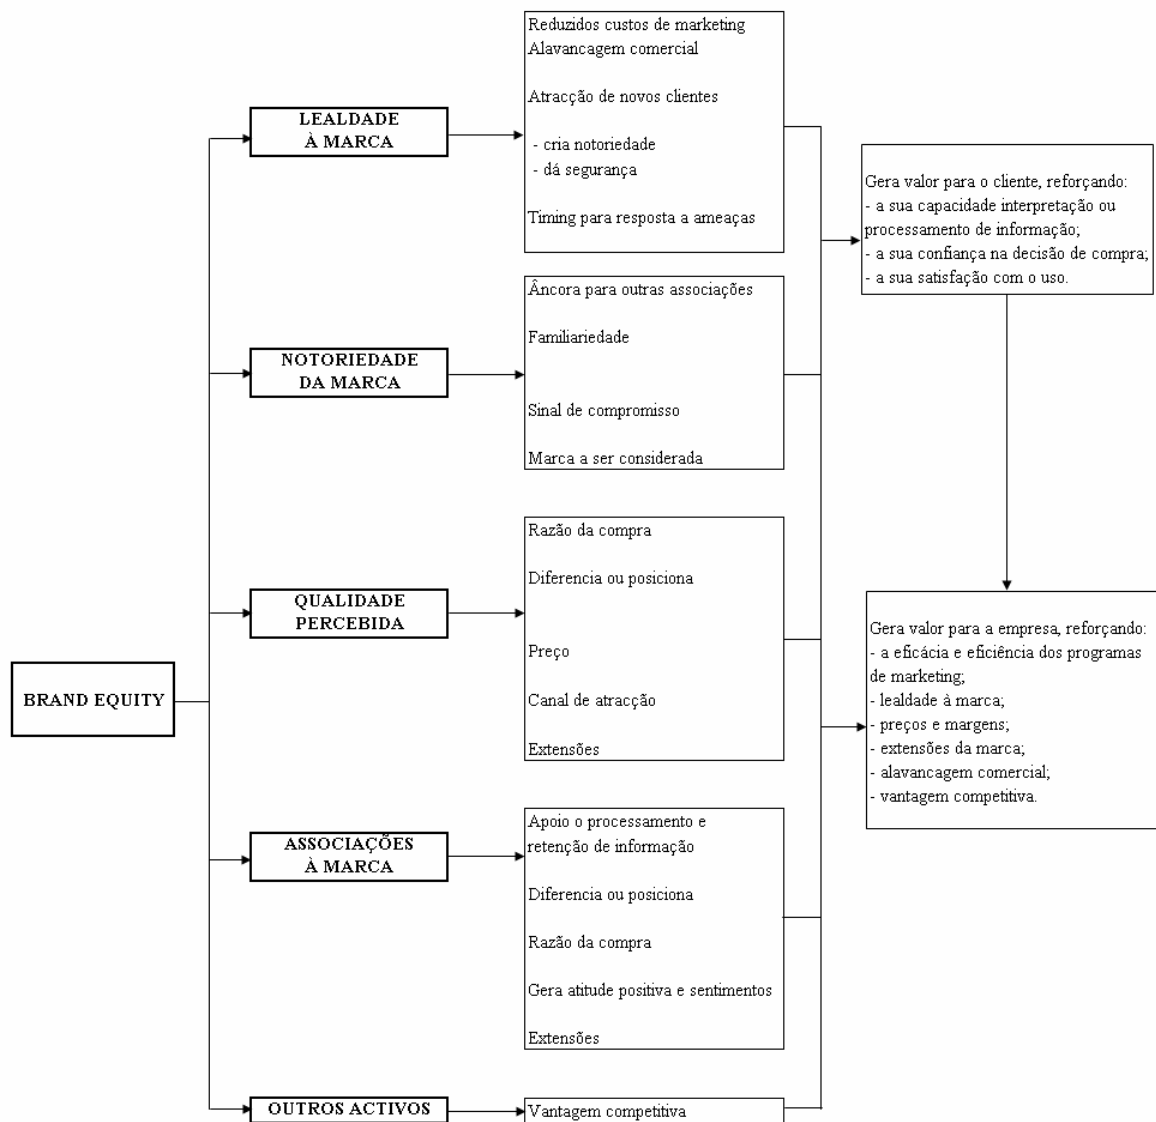 BRAND EQUITY
LEALDADE
À MARCA
Reduzidos custos de marketing
Alavancagem comercial
Atracção de novos clientes
- cria notoriedade
- dá segurança
Timing para resposta a ameaças
NOTORIEDADE
DA MARCA
Âncora para outras associações
Familiariedade
Sinal de compromisso
Marca a ser considerada
QUALIDADE
PERCEBIDA
Razão da compra
Diferencia ou posiciona
Preço
Canal de atracção
Extensões
ASSOCIAÇÕES
À MARCA
Apoio o processamento e
retenção de informação
Diferencia ou posiciona
Razão da compra
Gera atitude positiva e sentimentos
Extensões
OUTROS ACTIVOS
Vantagem competitiva
Gera valor para o cliente, reforçando:
- a sua capacidade interpretação ou
processamento de informação;
- a sua confiança na decisão de compra;
- a sua satisfação com o uso.
Gera valor para a empresa, reforçando:
- a eficácia e eficiência dos programas
de marketing;
- lealdade à marca;
- preços e margens;
- extensões da marca;
- alavancagem comercial;
- vantagem competitiva.